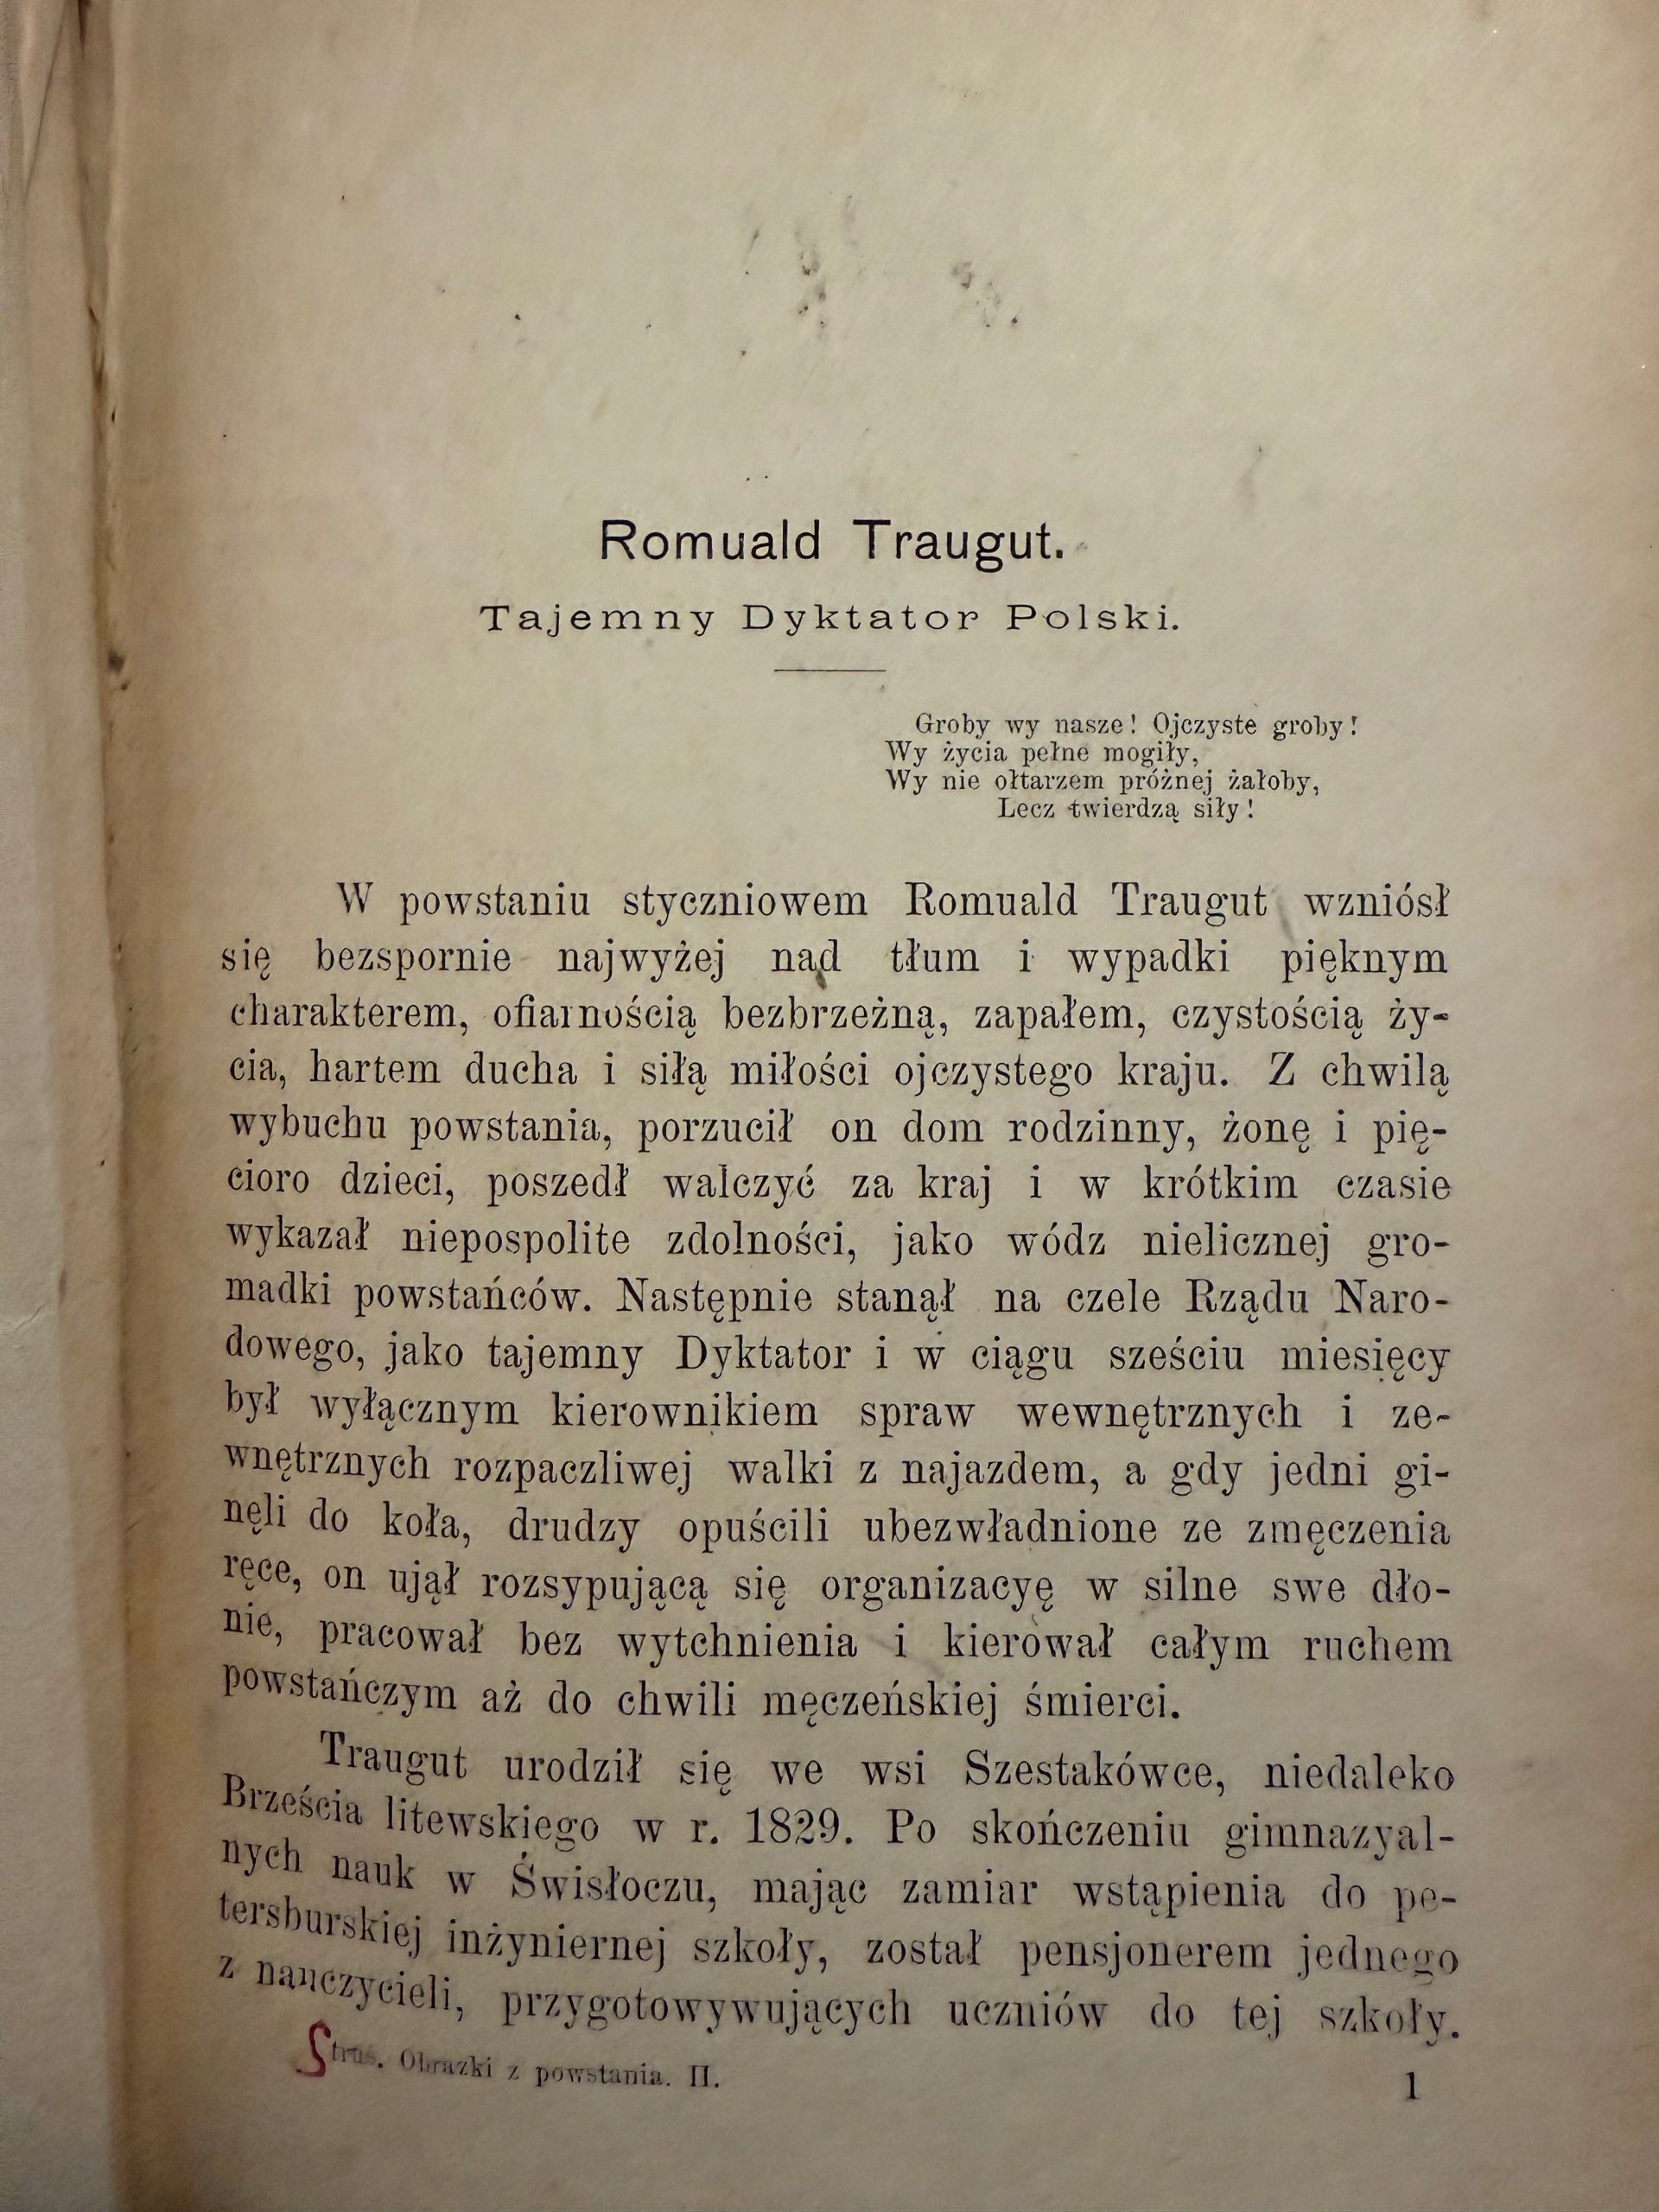 Romuald Traugut.
Tajemny Dyktator Polski.
Groby wy nasze! Ojczyste groby!
Wy życia pełne mogiły,
Wy nie ołtarzem próżnej żałoby,
Lecz twierdzą siły!
W powstaniu styczniowem Romuald Traugut wzniósł
się bezspornie najwyżej nad tłum i wypadki pięknym
charakterem, ofiarnością bezbrzeżną, zapałem, czystością ży-
cia, hartem ducha i siłą miłości ojczystego kraju. Z chwilą
wybuchu powstania, porzucił on dom rodzinny, żonę i pię-
cioro dzieci, poszedł walczyć za kraj i w krótkim czasie
wykazał niepospolite zdolności, jako wódz nielicznej gro-
madki powstańców. Następnie stanął na czele Rządu Naro-
dowego, jako tajemny Dyktator i w ciągu sześciu miesięcy
był wyłącznym kierownikiem spraw wewnętrznych i ze-
wnętrznych rozpaczliwej walki z najazdem, a gdy jedni gi-
nęli do koła, drudzy opuścili ubezwładnione ze zmęczenia
ręce, on ujął rozsypującą się organizacyę w silne swe dło-
nie, pracował bez wytchnienia i kierował całym ruchem
powstańczym aż do chwili męczeńskiej śmierci.
Traugut urodził się we wsi Szestakówce, niedaleko
Brześcia litewskiego w r. 1829. Po skończeniu gimnazyal-
nych nauk w Świsłoczu, mając zamiar wstąpienia do pe-
tersburskiej inżyniernej szkoły, został pensjonerem jednego
z nauczycieli, przygotowywujących uczniów do tej szkoły.
Strus. Obrazki z powstania. II. 1